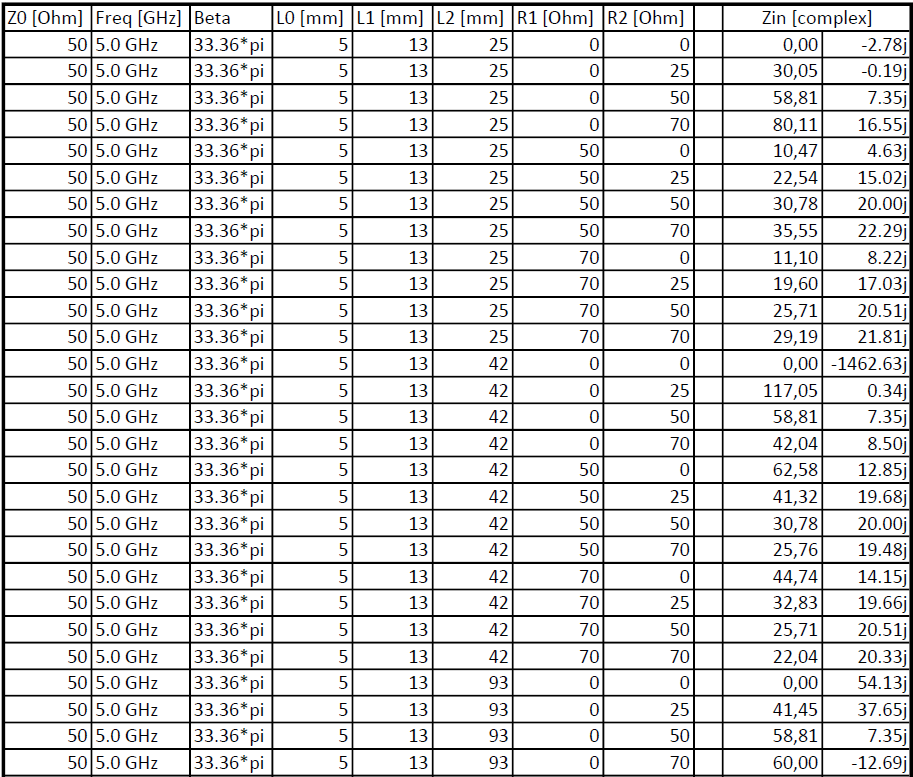 Z0 [Ohm] Freq [GHz] Beta L0 [mm] L1 [mm] L2 [mm] R1 [Ohm] R2 [Ohm] Zin [complex]
50 5.0 GHz 33.36*pi 5 13 25 0 0 0,00 -2.78j
50 5.0 GHz 33.36*pi 5 13 25 0 25 30,05 -0.19j
50 5.0 GHz 33.36*pi 5 13 25 0 50 58,81 7.35j
50 5.0 GHz 33.36*pi 5 13 25 0 70 80,11 16.55j
50 5.0 GHz 33.36*pi 5 13 25 50 0 10,47 4.63j
50 5.0 GHz 33.36*pi 5 13 25 50 25 22,54 15.02j
50 5.0 GHz 33.36*pi 5 13 25 50 50 30,78 20.00j
50 5.0 GHz 33.36*pi 5 13 25 50 70 35,55 22.29j
50 5.0 GHz 33.36*pi 5 13 25 70 0 11,10 8.22j
50 5.0 GHz 33.36*pi 5 13 25 70 25 19,60 17.03j
50 5.0 GHz 33.36*pi 5 13 25 70 50 25,71 20.51j
50 5.0 GHz 33.36*pi 5 13 25 70 70 29,19 21.81j
50 5.0 GHz 33.36*pi 5 13 42 0 0 0,00 -1462.63j
50 5.0 GHz 33.36*pi 5 13 42 0 25 117,05 0.34j
50 5.0 GHz 33.36*pi 5 13 42 0 50 58,81 7.35j
50 5.0 GHz 33.36*pi 5 13 42 0 70 42,04 8.50j
50 5.0 GHz 33.36*pi 5 13 42 50 0 62,58 12.85j
50 5.0 GHz 33.36*pi 5 13 42 50 25 41,32 19.68j
50 5.0 GHz 33.36*pi 5 13 42 50 50 30,78 20.00j
50 5.0 GHz 33.36*pi 5 13 42 50 70 25,76 19.48j
50 5.0 GHz 33.36*pi 5 13 42 70 0 44,74 14.15j
50 5.0 GHz 33.36*pi 5 13 42 70 25 32,83 19.66j
50 5.0 GHz 33.36*pi 5 13 42 70 50 25,71 20.51j
50 5.0 GHz 33.36*pi 5 13 42 70 70 22,04 20.33j
50 5.0 GHz 33.36*pi 5 13 93 0 0 0,00 54.13j
50 5.0 GHz 33.36*pi 5 13 93 0 25 41,45 37.65j
50 5.0 GHz 33.36*pi 5 13 93 0 50 58,81 7.35j
50 5.0 GHz 33.36*pi 5 13 93 0 70 60,00 -12.69j